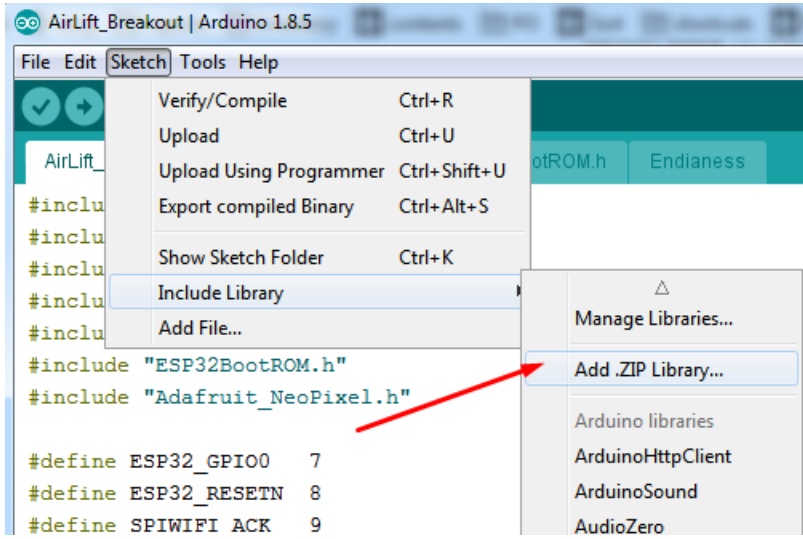 AirLift_Breakout | Arduino 1.8.5
File Edit Sketch Tools Help
Verify/Compile Ctrl+R
Upload Ctrl+U
Upload Using Programmer Ctrl+Shift+U
Export compiled Binary Ctrl+Alt+S
Show Sketch Folder Ctrl+K
Include Library
Add File...
Manage Libraries...
Add .ZIP Library...
Arduino libraries
ArduinoHttpClient
ArduinoSound
AudioZero
AirLift_ otROM.h Endianess
#inclu
#inclu
#inclu
#inclu
#inclu
#include "ESP32BootROM.h"
#include "Adafruit_NeoPixel.h"
#define ESP32_GPIO0 7
#define ESP32_RESETN 8
#define SPIWIFI_ACK 9